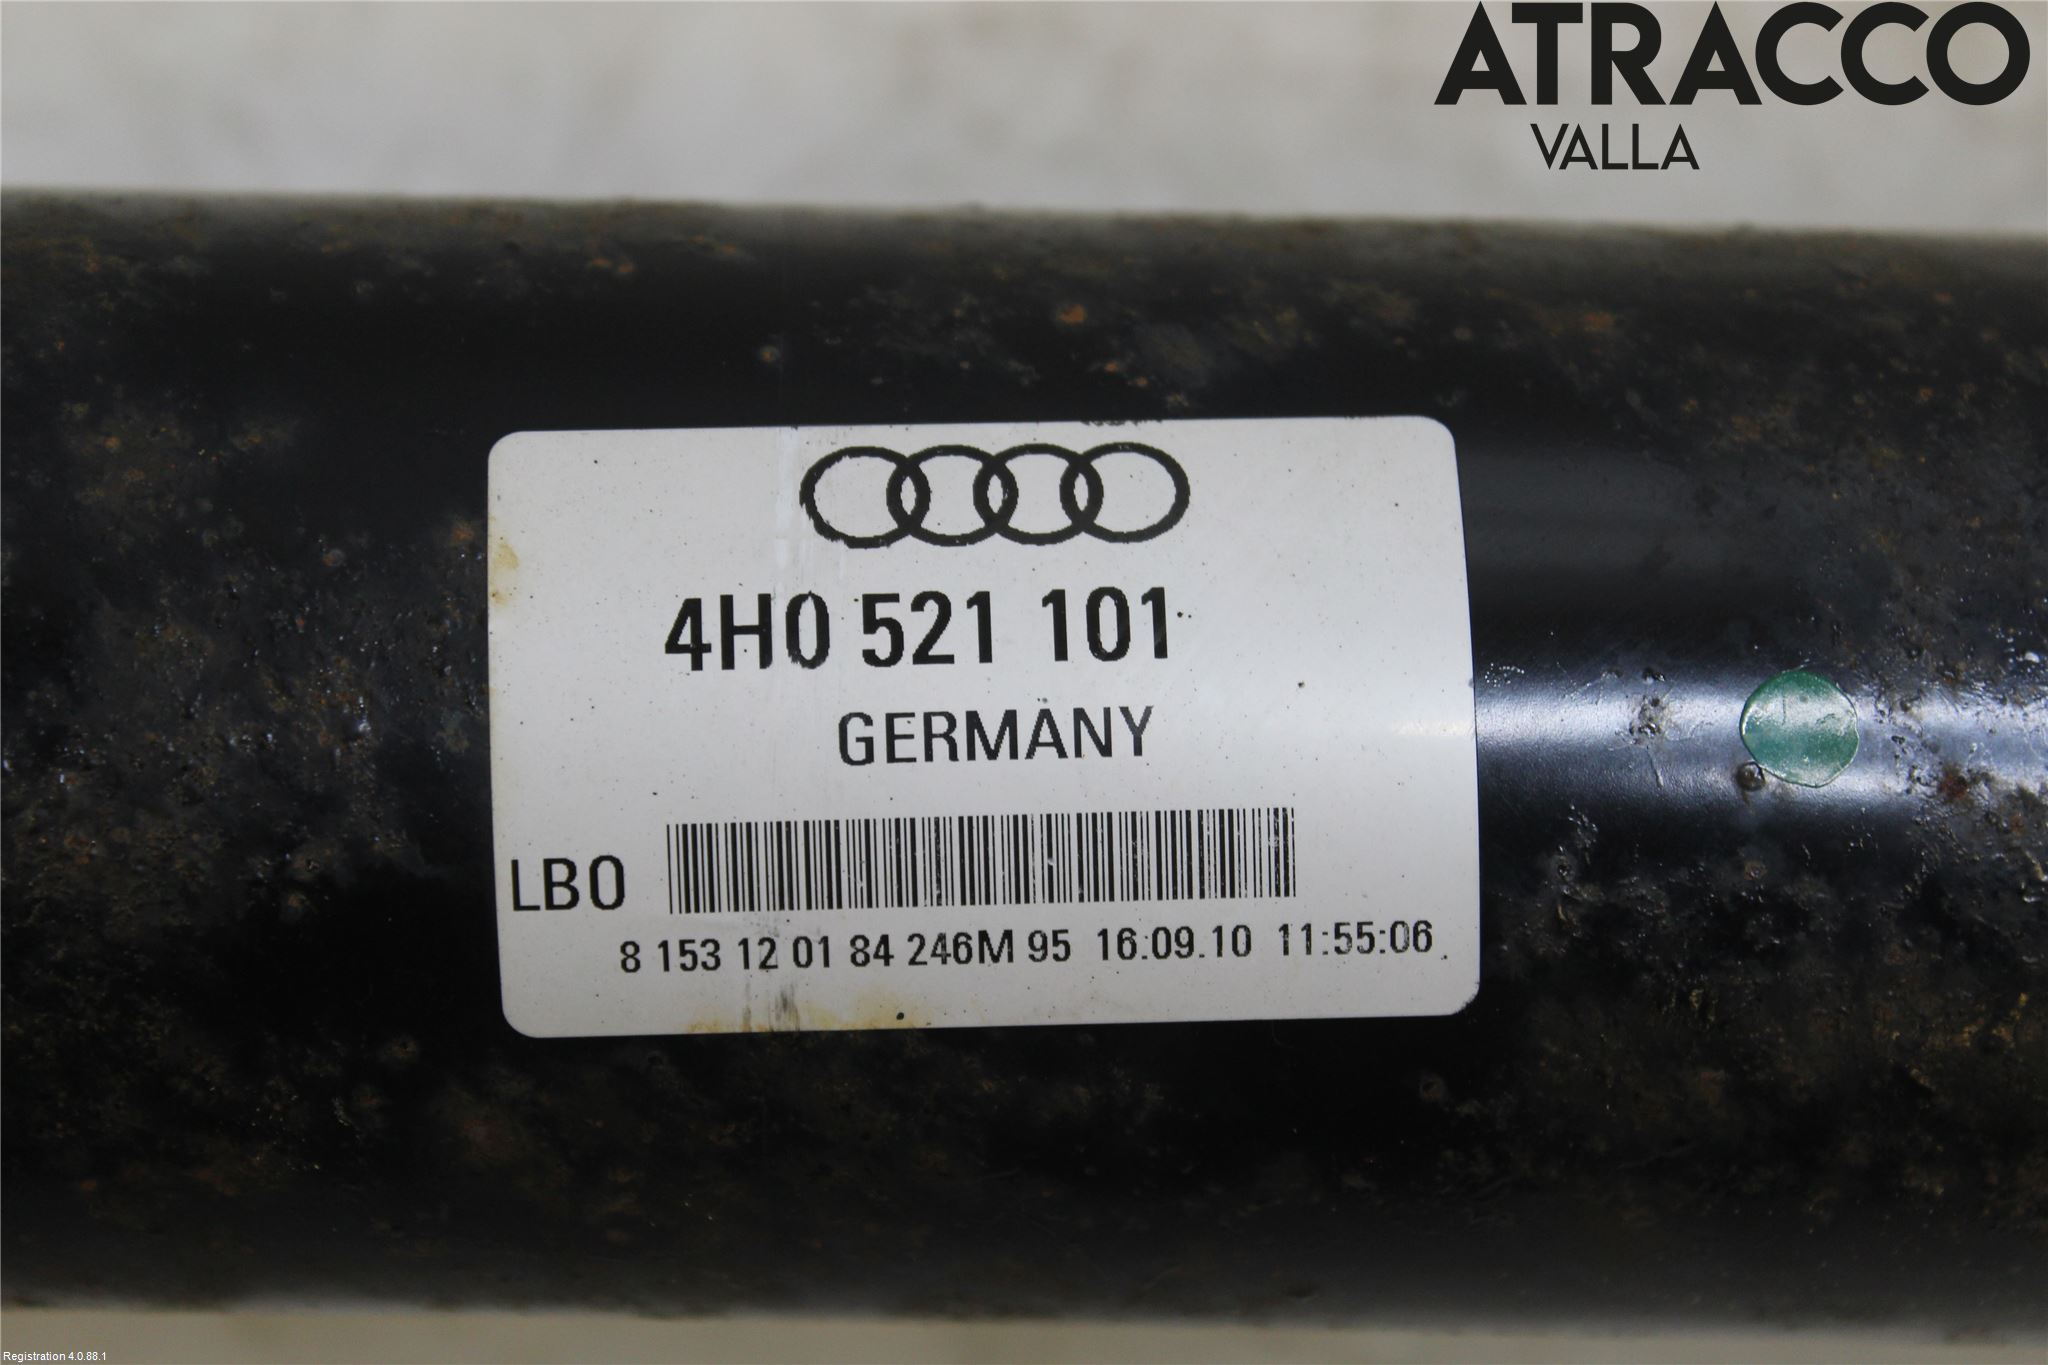 ATRACCO
VALLA
4H0 521 101
GERMANY
LB0
8 153 12 01 84 246M 95 16.09.10 11:55:06
Registration 4.0.88.1